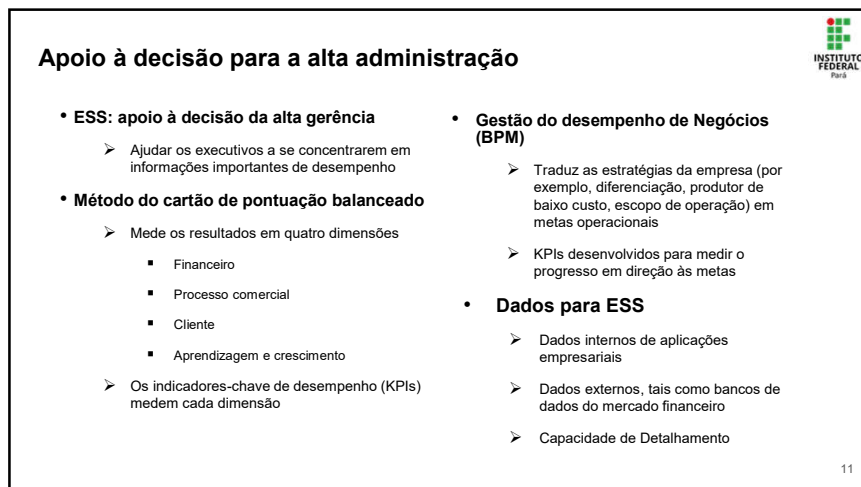 Apoio à decisão para a alta administração
INSTITUTO
FEDERAL
Pará
• ESS: apoio à decisão da alta gerência
➢ Ajudar os executivos a se concentrarem em
informações importantes de desempenho
• Método do cartão de pontuação balanceado
➢ Mede os resultados em quatro dimensões
▪ Financeiro
▪ Processo comercial
▪ Cliente
▪ Aprendizagem e crescimento
➢ Os indicadores-chave de desempenho (KPIs)
medem cada dimensão
• Gestão do desempenho de Negócios
(BPM)
➢ Traduz as estratégias da empresa (por
exemplo, diferenciação, produtor de
baixo custo, escopo de operação) em
metas operacionais
➢ KPIs desenvolvidos para medir o
progresso em direção às metas
• Dados para ESS
➢ Dados internos de aplicações
empresariais
➢ Dados externos, tais como bancos de
dados do mercado financeiro
➢ Capacidade de Detalhamento
11